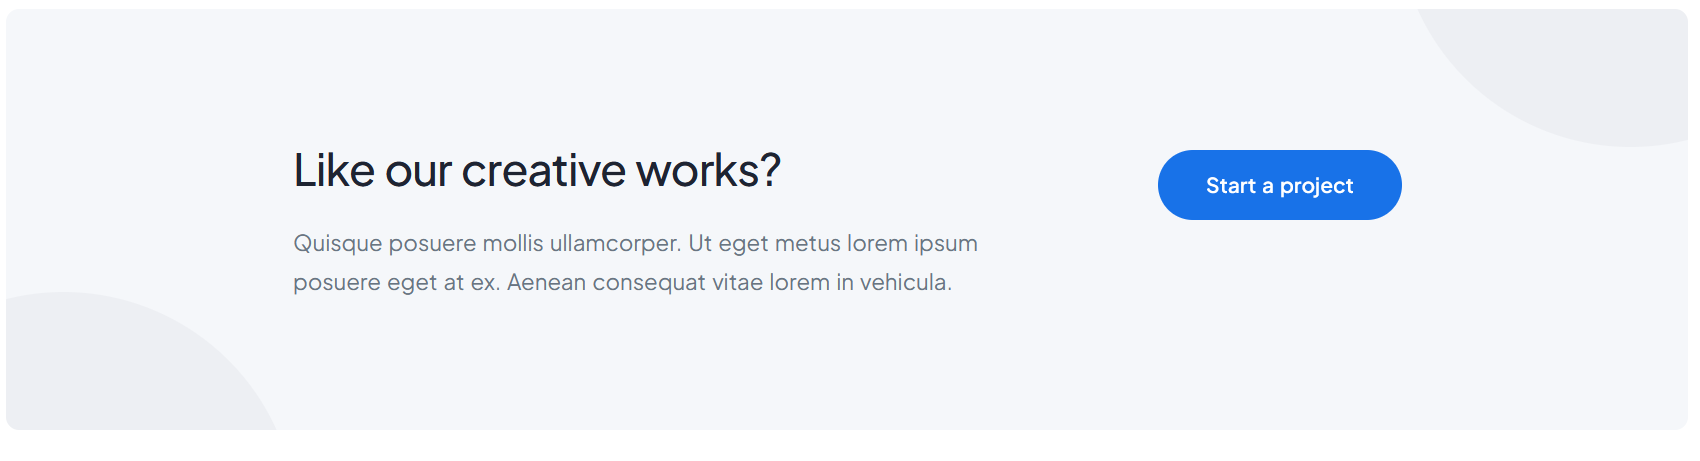 Like our creative works?
Start a project
Quisque posuere mollis ullamcorper. Ut eget metus lorem ipsum
posuere eget at ex. Aenean consequat vitae lorem in vehicula.